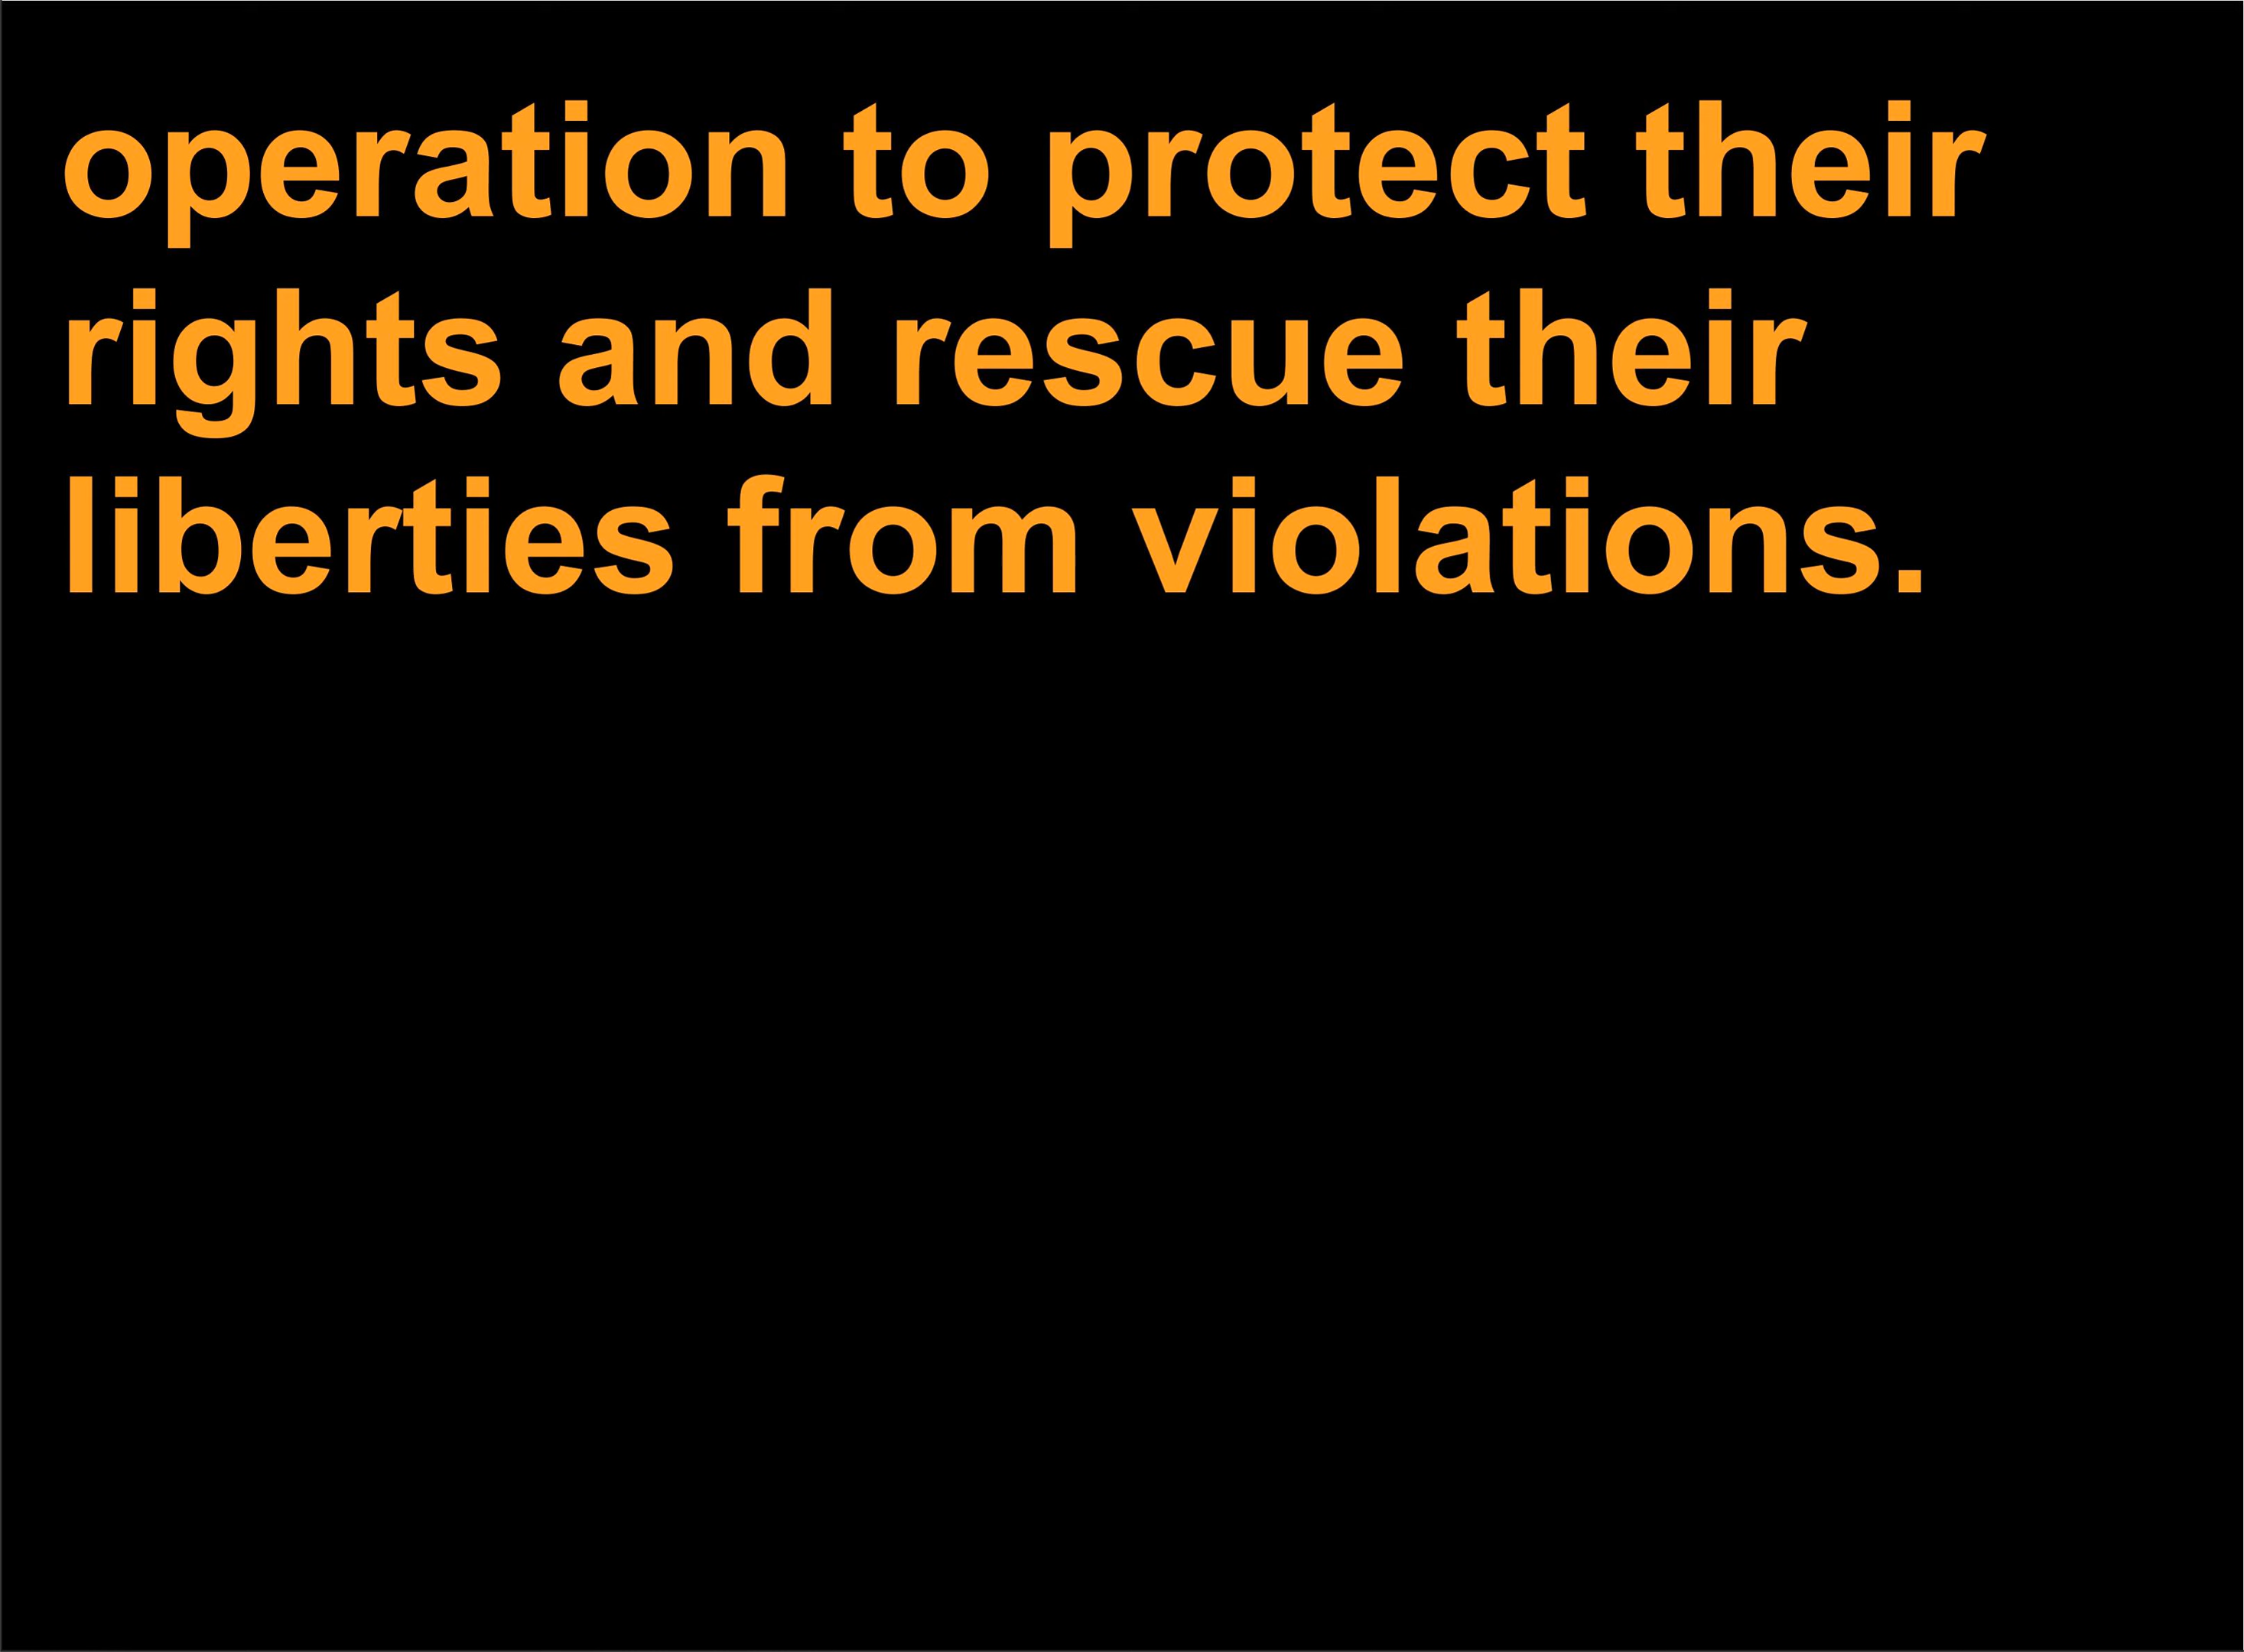 operation to protect their
rights and rescue their
liberties from violations.